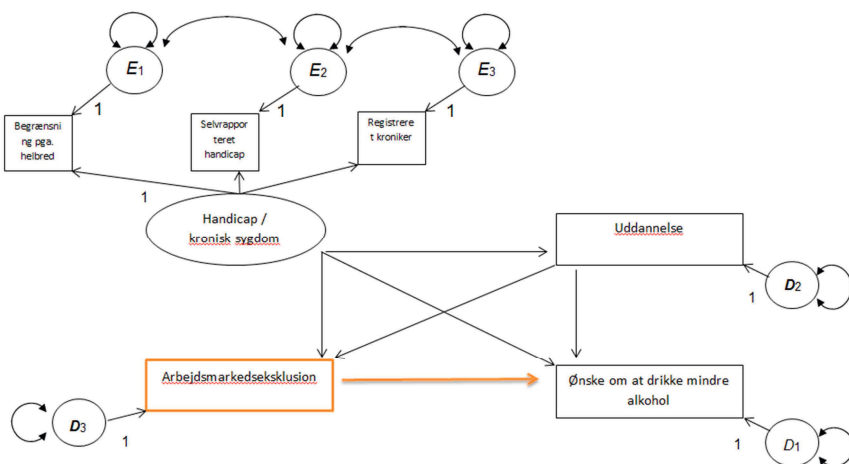 E1
E2
E3
1
1
1
Begrænsni
ng pga.
helbred
Selvrappor
teret
handicap
Registrere
t kroniker
1
Handicap /
kronisk sygdom
Uddannelse
D2
1
Arbejdsmarkedseksklusion
Ønske om at drikke mindre
alkohol
D3
1
1
D1